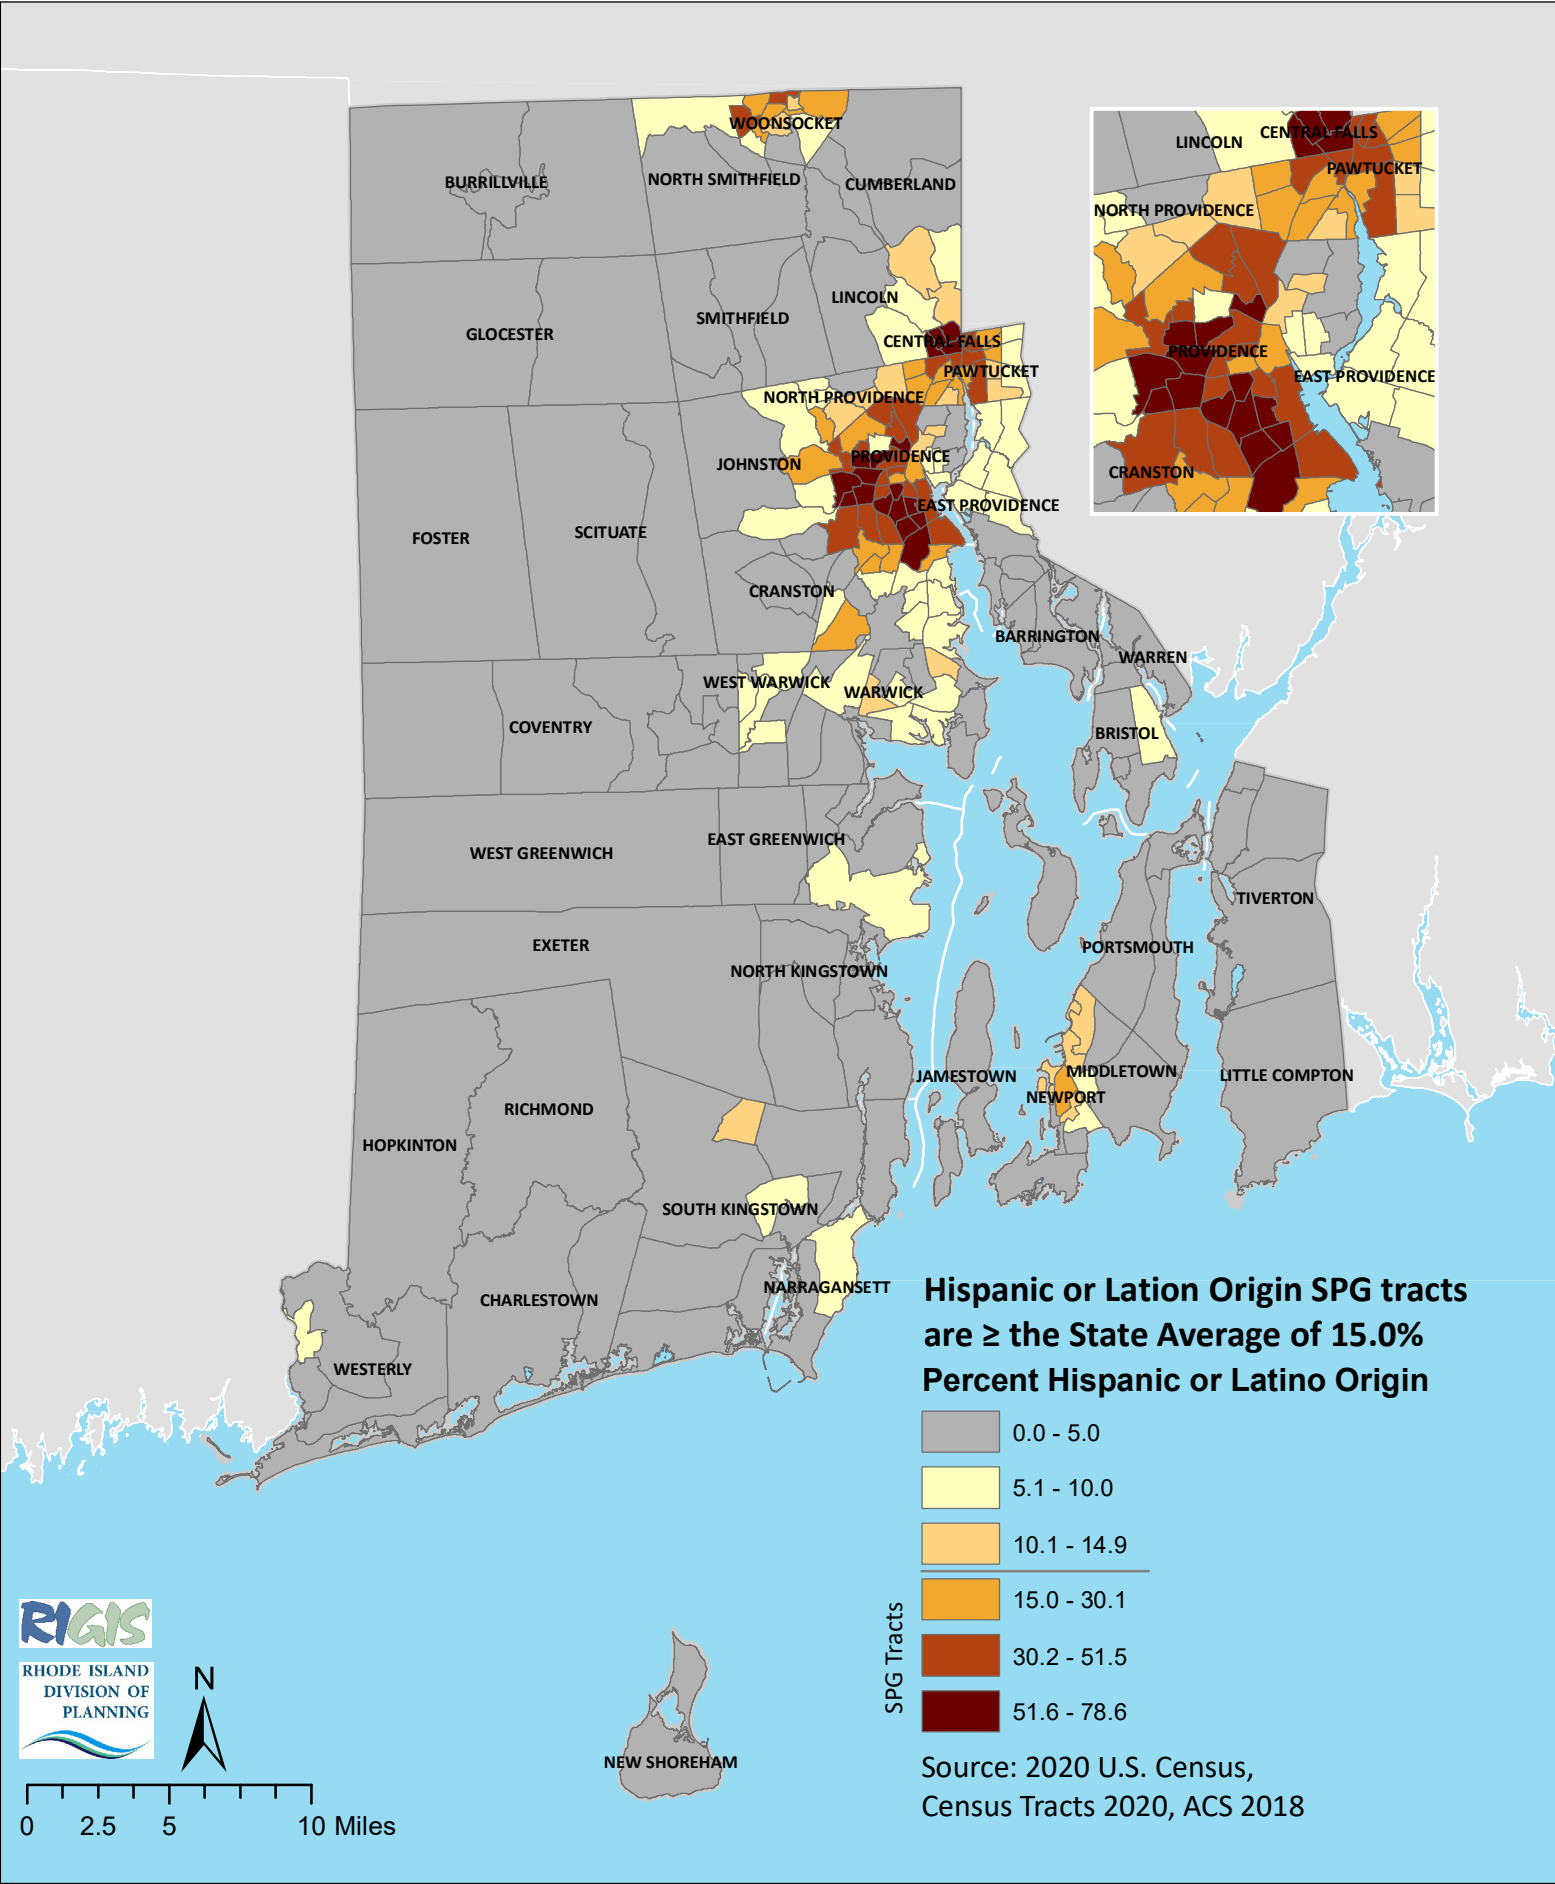 WOONSOCKET
BURRILLVILLE
NORTH SMITHFIELD
CUMBERLAND
LINCOLN
GLOCESTER
SMITHFIELD
CENTRAL FALLS
PAWTUCKET
NORTH PROVIDENCE
JOHNSTON
PROVIDENCE
EAST PROVIDENCE
FOSTER
SCITUATE
CRANSTON
BARRINGTON
WARREN
WEST WARWICK
WARWICK
COVENTRY
BRISTOL
WEST GREENWICH
EAST GREENWICH
TIVERTON
EXETER
PORTSMOUTH
NORTH KINGSTOWN
JAMESTOWN
MIDDLETOWN
LITTLE COMPTON
NEWPORT
RICHMOND
HOPKINTON
SOUTH KINGSTOWN
NARRAGANSETT
CHARLESTOWN
WESTERLY
NEW SHOREHAM
LINCOLN
CENTRAL FALLS
PAWTUCKET
NORTH PROVIDENCE
PROVIDENCE
EAST PROVIDENCE
CRANSTON
Hispanic or Lation Origin SPG tracts
are ≥ the State Average of 15.0%
Percent Hispanic or Latino Origin
0.0 - 5.0
5.1 - 10.0
10.1 - 14.9
15.0 - 30.1
30.2 - 51.5
51.6 - 78.6
SPG Tracts
Source: 2020 U.S. Census,
Census Tracts 2020, ACS 2018
RIGIS
RHODE ISLAND
DIVISION OF
PLANNING
N
0 2.5 5 10 Miles